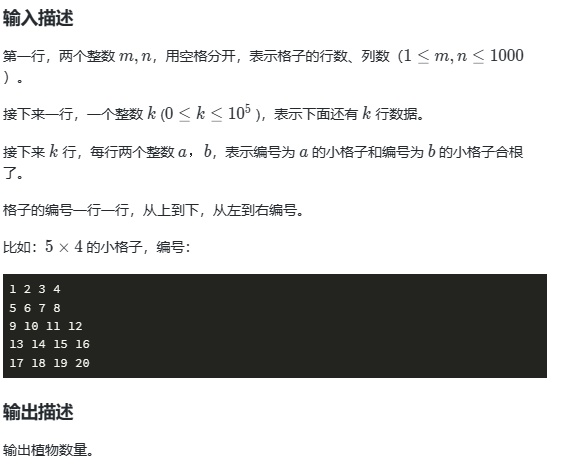 输入描述
第一行，两个整数 m, n，用空格分开，表示格子的行数、列数（1 ≤ m, n ≤ 1000
）。
接下来一行，一个整数 k (0 ≤ k ≤ 10^5 )，表示下面还有 k 行数据。
接下来 k 行，每行两个整数 a，b，表示编号为 a 的小格子和编号为 b 的小格子合根
了。
格子的编号一行一行，从上到下，从左到右编号。
比如：5 × 4 的小格子，编号：
1 2 3 4
5 6 7 8
9 10 11 12
13 14 15 16
17 18 19 20
输出描述
输出植物数量。